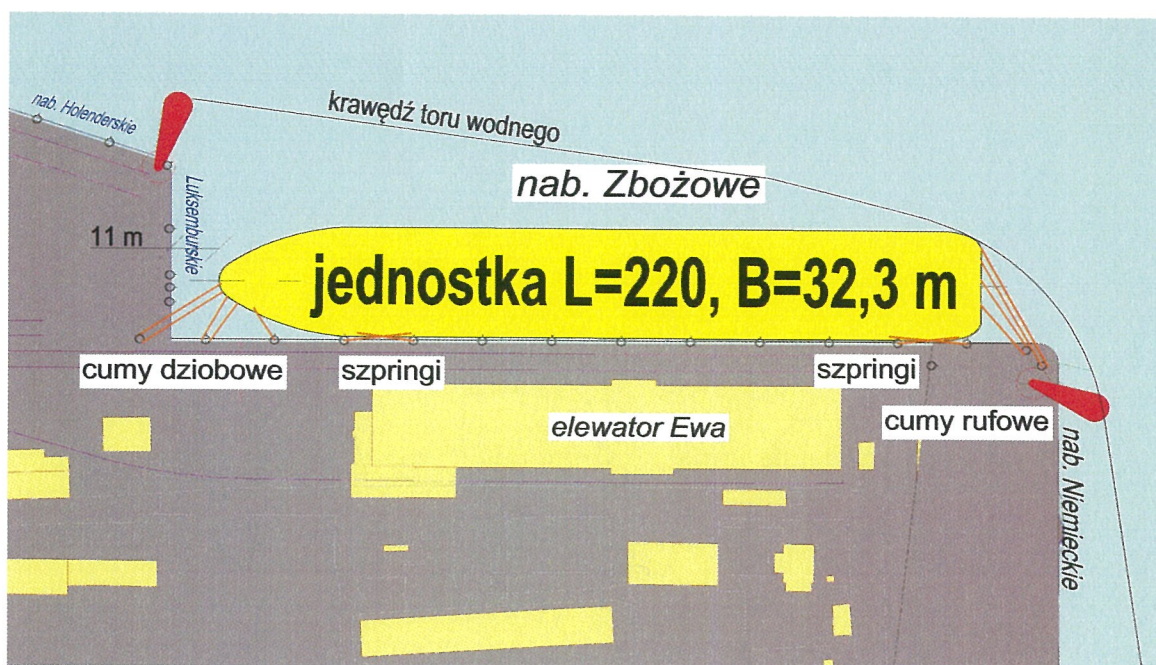 nab. Holenderskie
krawędź toru wodnego
nab. Zbożowe
Luksemburskie
11 m
jednostka L=220, B=32,3 m
cumy dziobowe
szpringi
szpringi
elewator Ewa
cumy rufowe
nab. Niemieckie